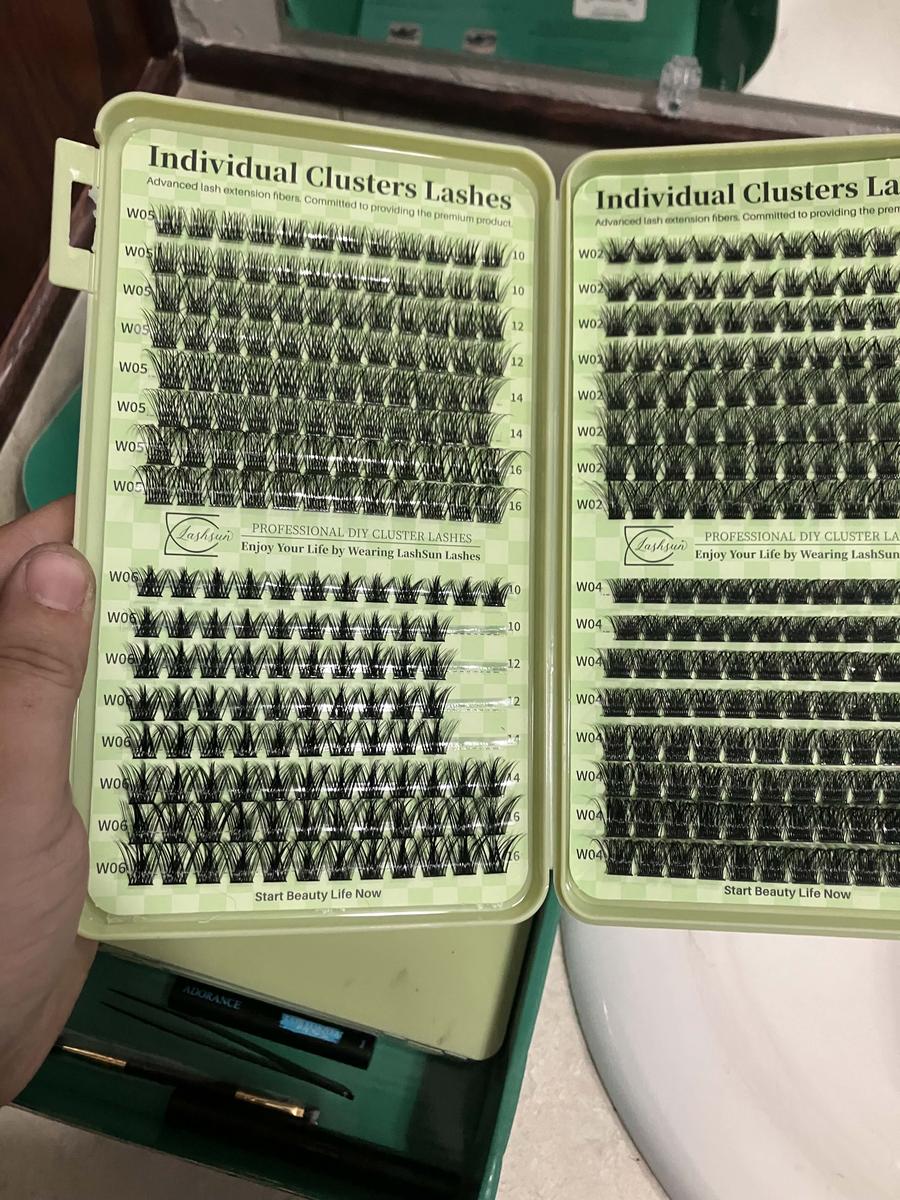 Individual Clusters Lashes
Advanced lash extension fibers. Committed to providing the premium product.
W05 10
W05 10
W05 12
W05 12
W05 14
W05 14
W05 16
W05 16
Lashsun
PROFESSIONAL DIY CLUSTER LASHES
Enjoy Your Life by Wearing LashSun Lashes
W06 10
W06 10
W06 12
W06 12
W06 14
W06 14
W06 16
W06 16
Start Beauty Life Now
Individual Clusters La
Advanced lash extension fibers. Committed to providing the prem
W02
W02
W02
W02
W02
W02
W02
W02
Lashsun
PROFESSIONAL DIY CLUSTER LA
Enjoy Your Life by Wearing LashSun
W04
W04
W04
W04
W04
W04
W04
W04
Start Beauty Life Now
ADORANCE